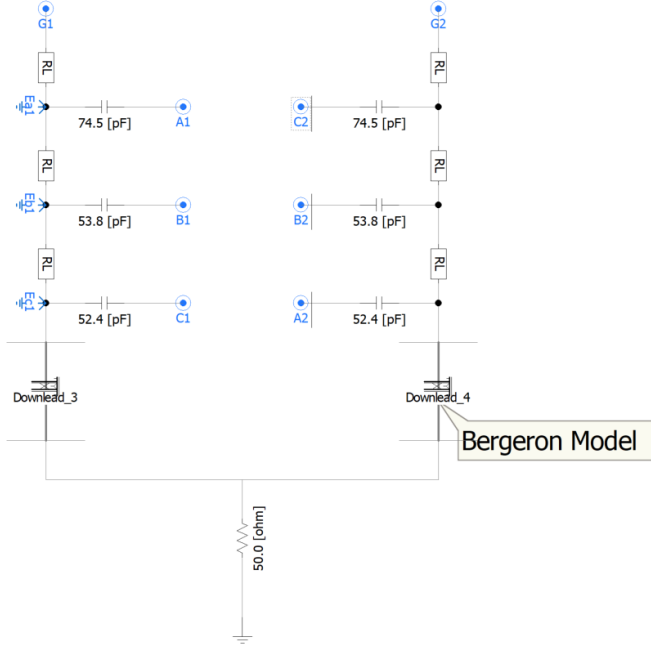 G1
G2
RL
RL
Ea1
74.5 [pF]
A1
C2
74.5 [pF]
RL
RL
Eb1
53.8 [pF]
B1
B2
53.8 [pF]
RL
RL
Ec1
52.4 [pF]
C1
A2
52.4 [pF]
Downlead_3
Downlead_4
Bergeron Model
50.0 [ohm]